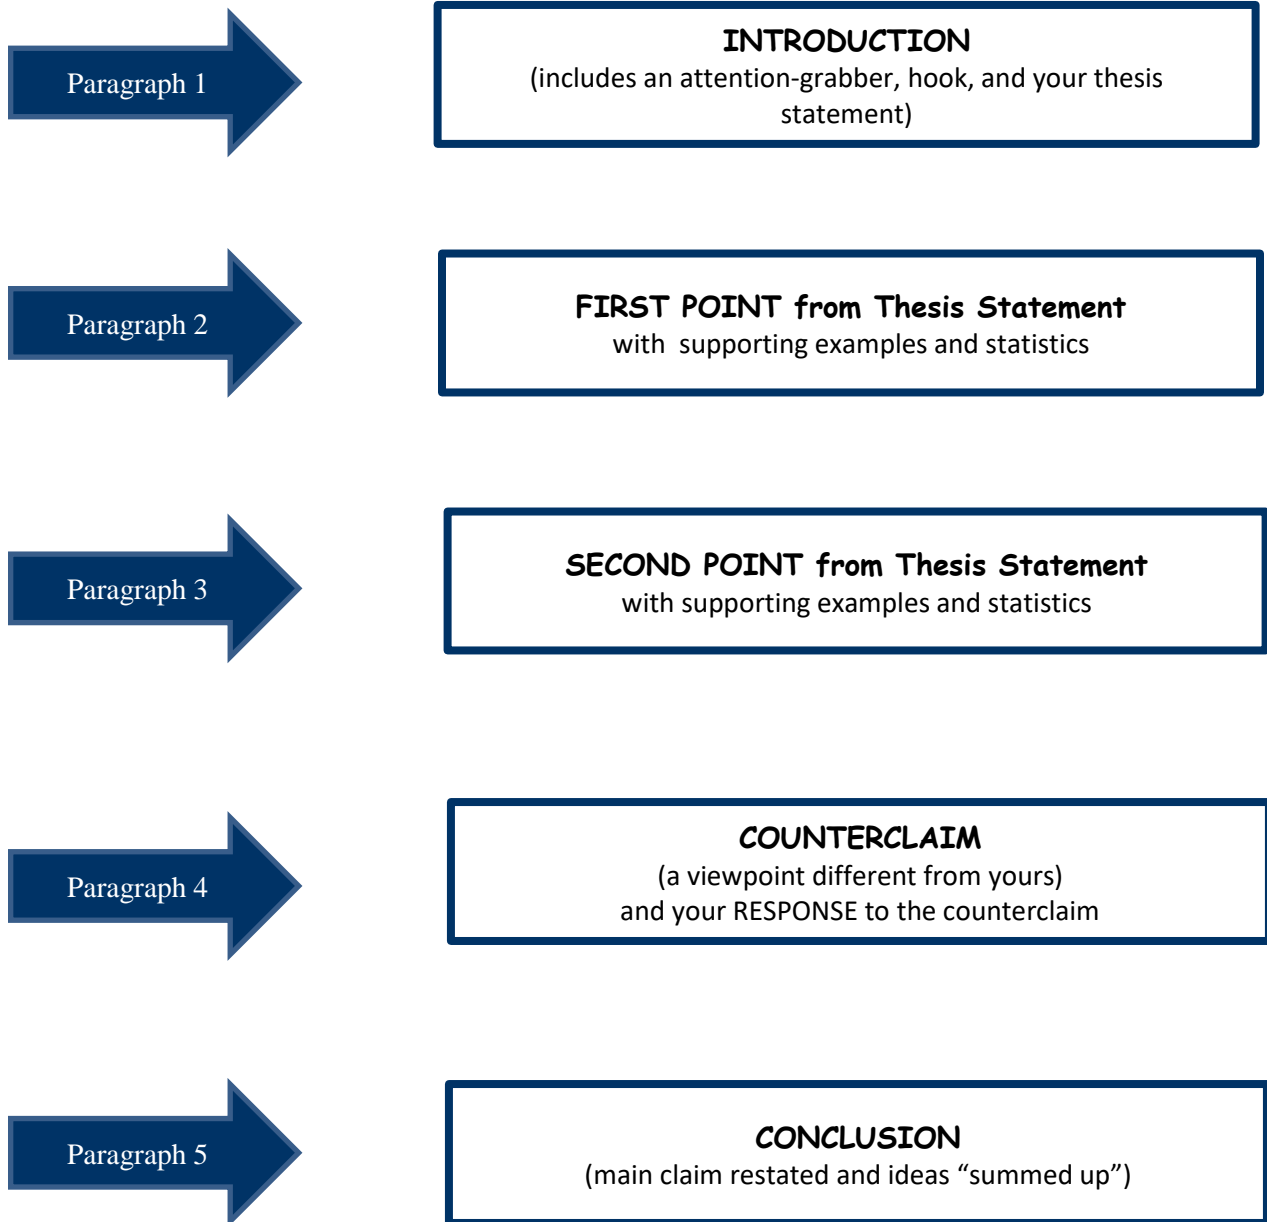 Paragraph 1
INTRODUCTION
(includes an attention-grabber, hook, and your thesis
statement)
Paragraph 2
FIRST POINT from Thesis Statement
with  supporting examples and statistics
Paragraph 3
SECOND POINT from Thesis Statement
with supporting examples and statistics
Paragraph 4
COUNTERCLAIM
(a viewpoint different from yours)
and your RESPONSE to the counterclaim
Paragraph 5
CONCLUSION
(main claim restated and ideas “summed up”)